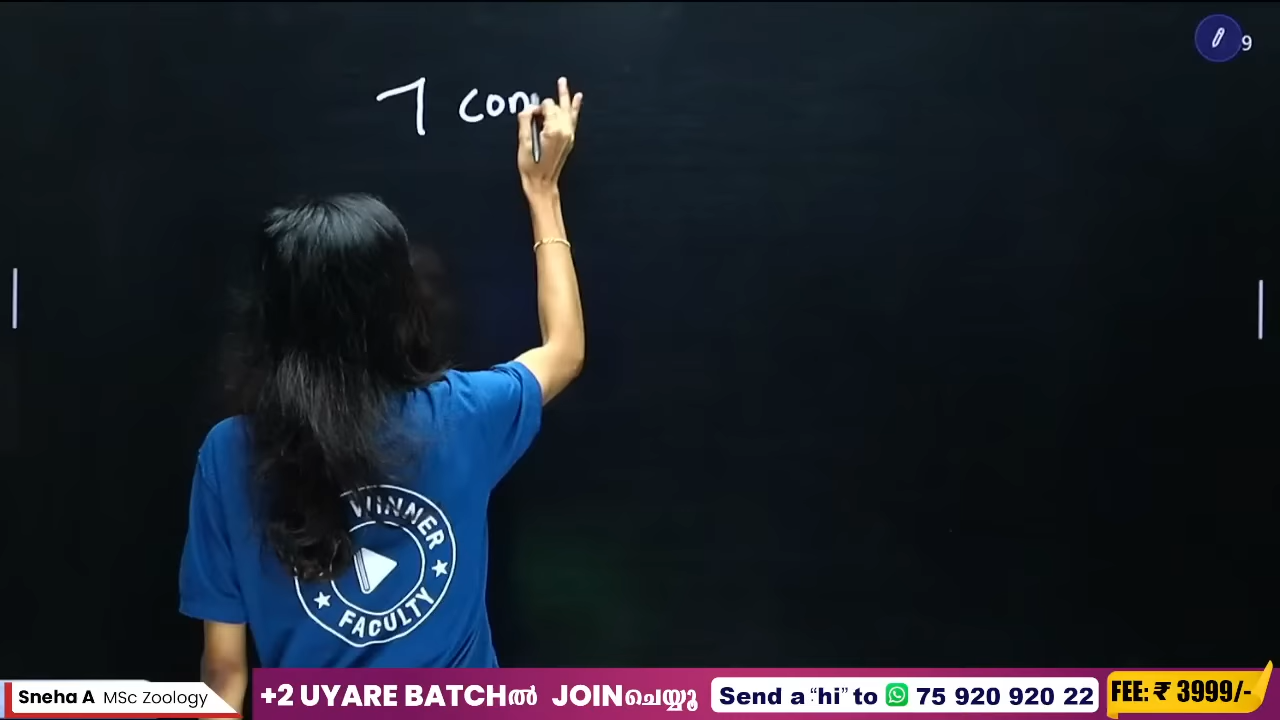 9
7 con
WINNER
FACULTY
Sneha A MSc Zoology
+2 UYARE BATCHൽ JOINചെയ്യൂ
Send a “hi” to 75 920 920 22
FEE: ₹ 3999/-